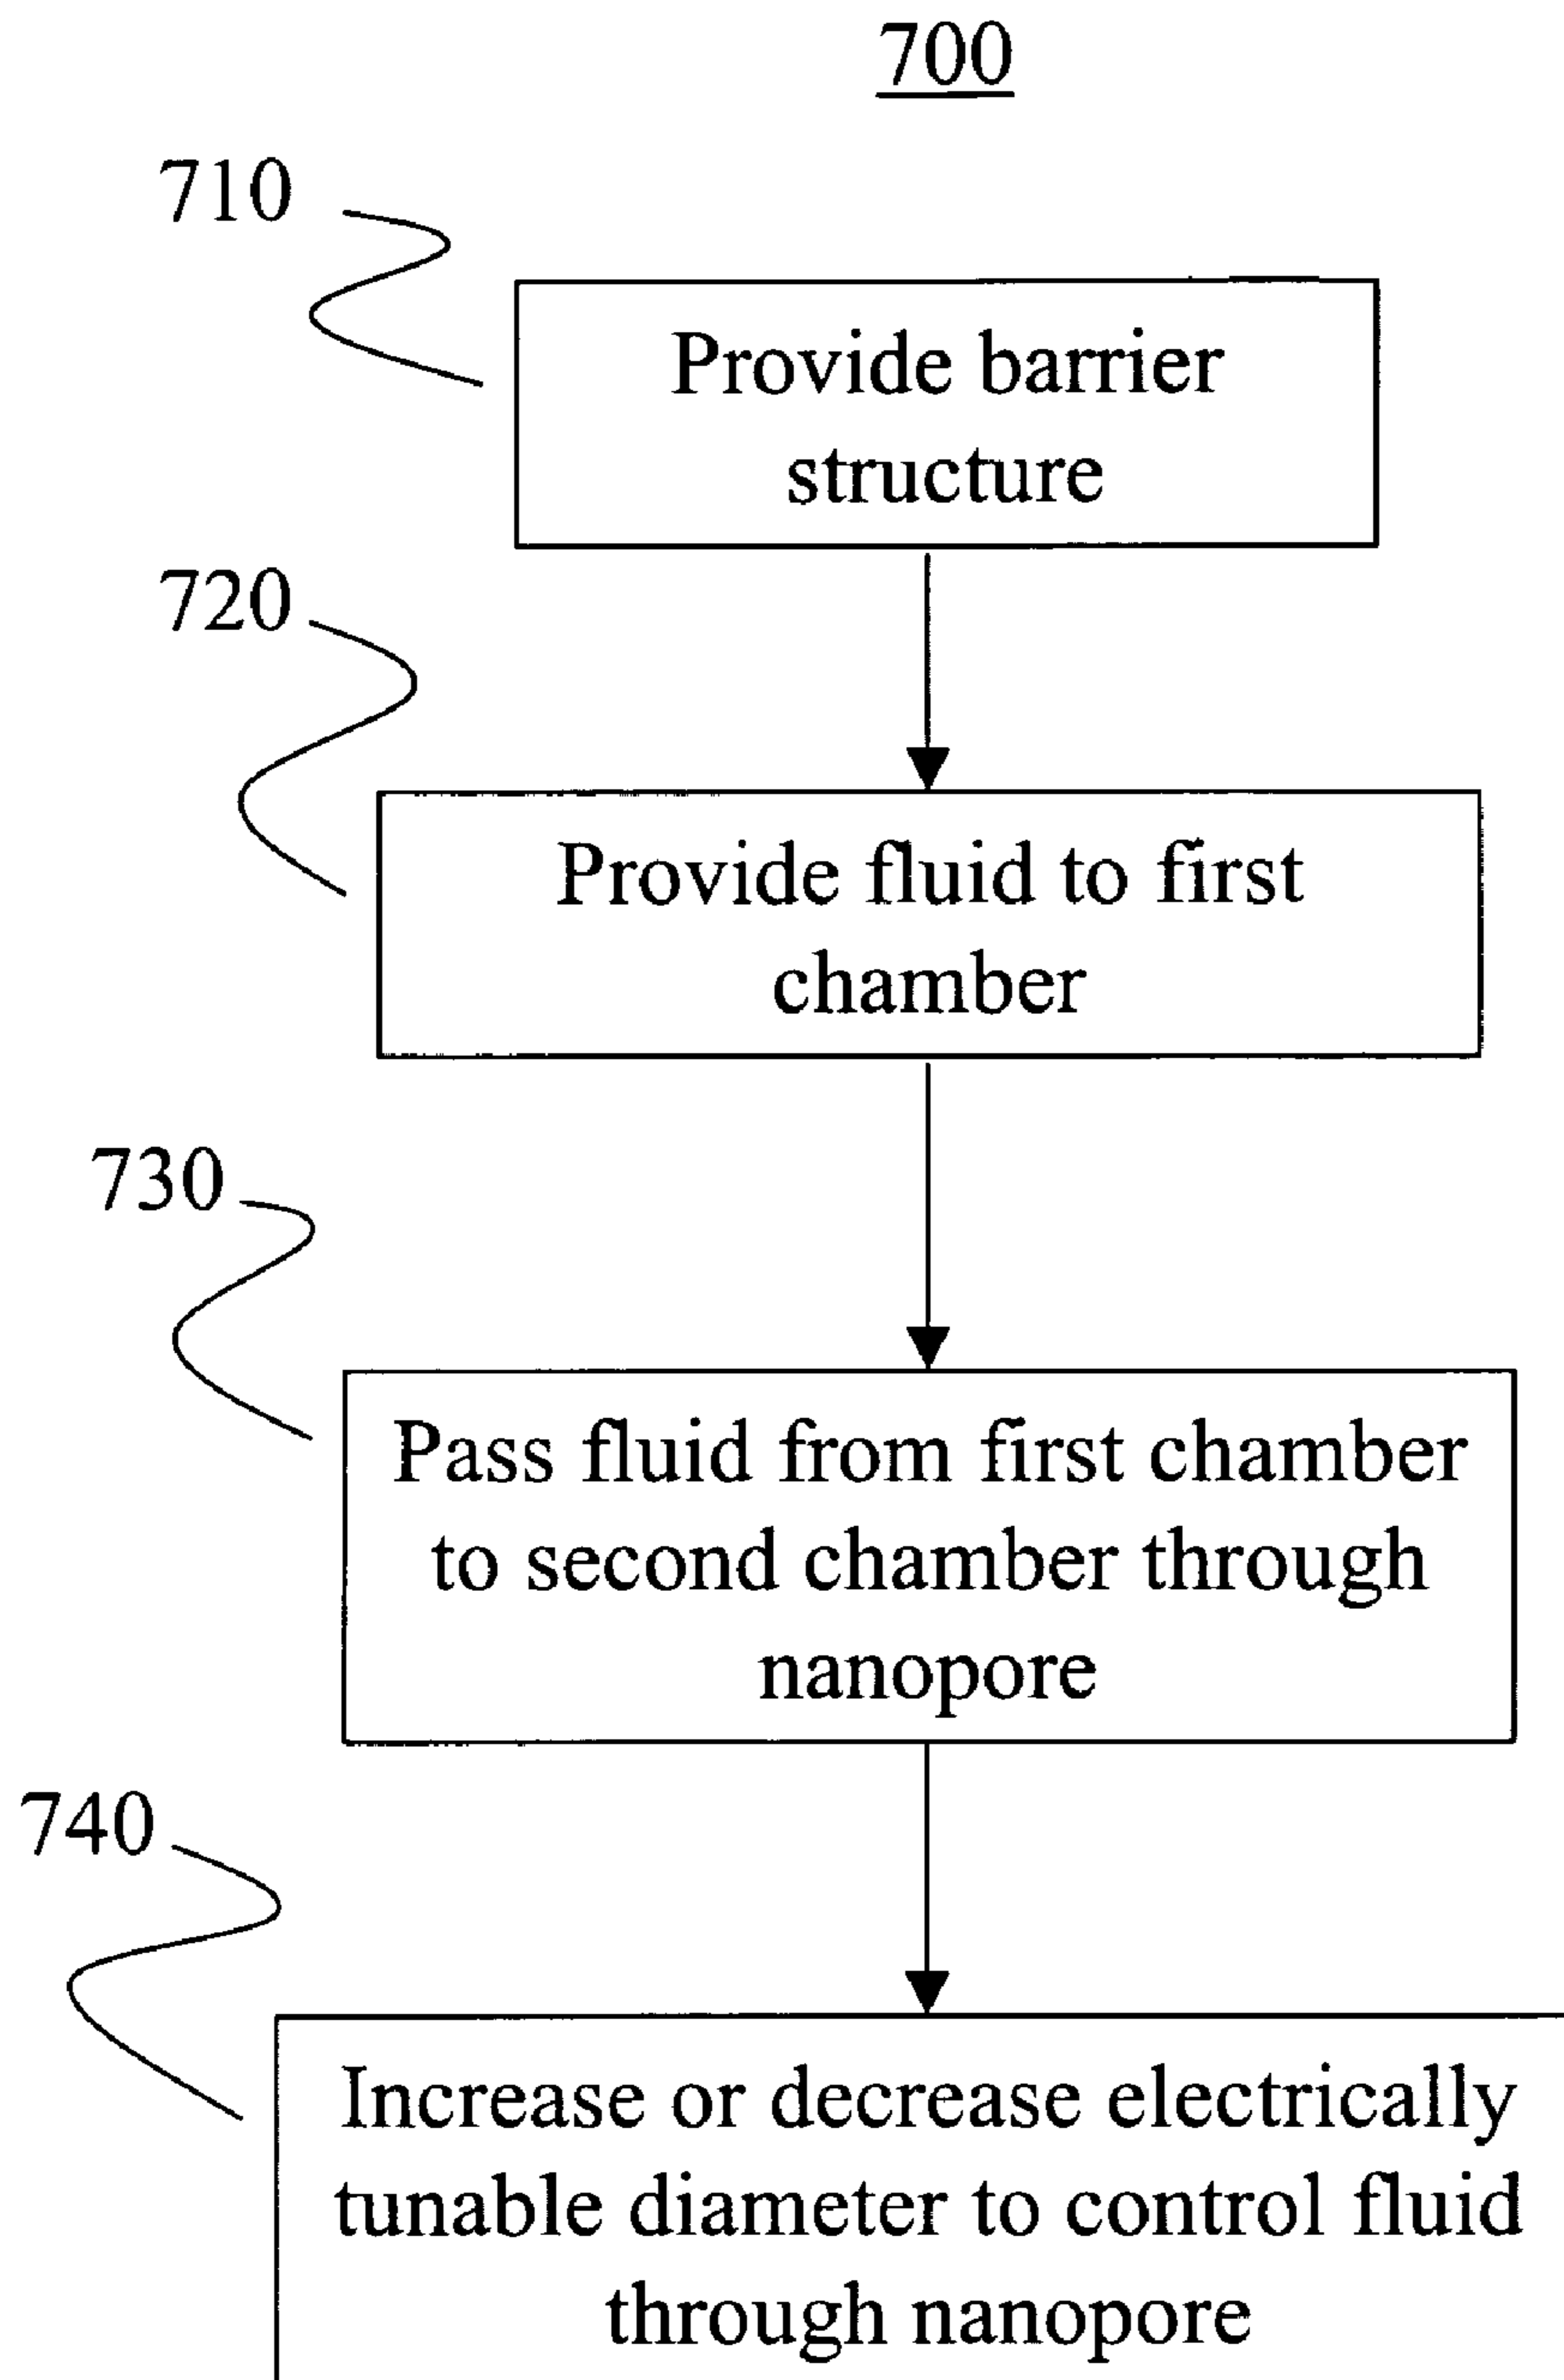 700
710
Provide barrier
structure
720
Provide fluid to first
chamber
730
Pass fluid from first chamber
to second chamber through
nanopore
740
Increase or decrease electrically
tunable diameter to control fluid
through nanopore